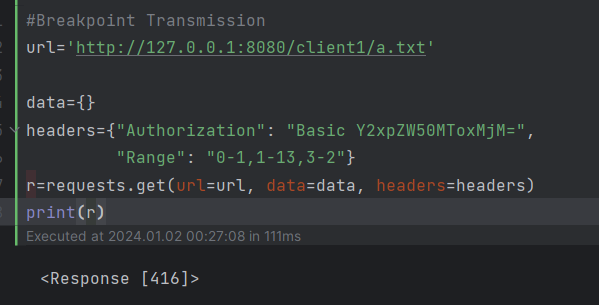 #Breakpoint Transmission
url='http://127.0.0.1:8080/client1/a.txt'
data={}
headers={"Authorization": "Basic Y2xpZW50MToxMjM=",
"Range": "0-1,1-13,3-2"}
r=requests.get(url=url, data=data, headers=headers)
print(r)
Executed at 2024.01.02 00:27:08 in 111ms
<Response [416]>